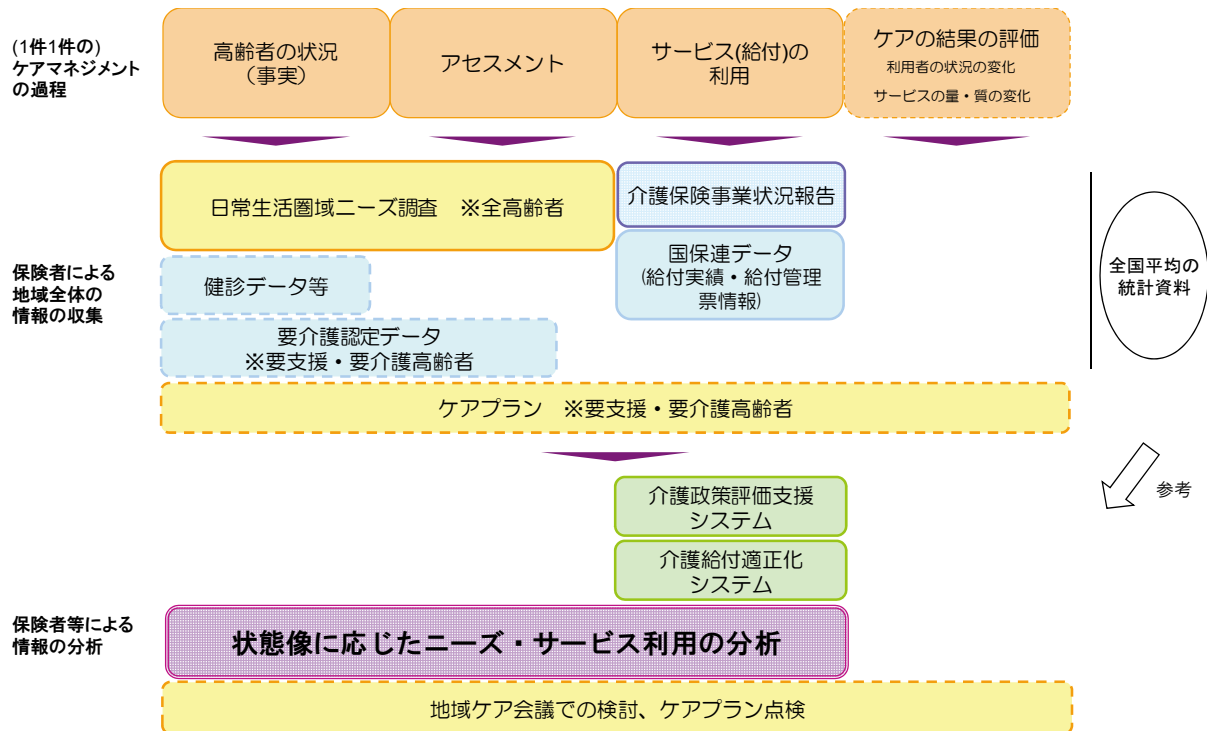 (1件1件の)
ケアマネジメント
の過程
高齢者の状況
（事実）
アセスメント
サービス(給付)の
利用
ケアの結果の評価
利用者の状況の変化
サービスの量・質の変化
保険者による
地域全体の
情報の収集
日常生活圏域ニーズ調査　※全高齢者
介護保険事業状況報告
国保連データ
(給付実績・給付管理
票情報)
健診データ等
要介護認定データ
※要支援・要介護高齢者
ケアプラン　※要支援・要介護高齢者
全国平均の
統計資料
参考
介護政策評価支援
システム
介護給付適正化
システム
保険者等による
情報の分析
状態像に応じたニーズ・サービス利用の分析
地域ケア会議での検討、ケアプラン点検